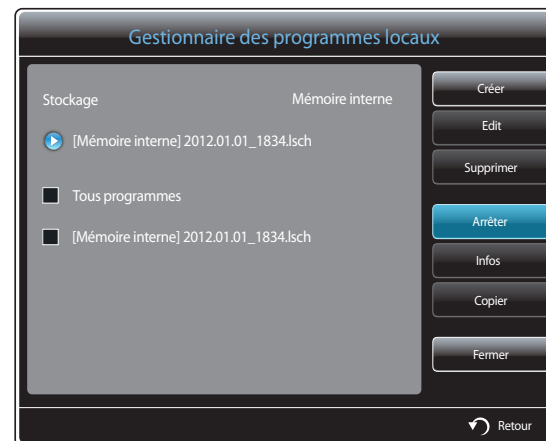 Gestionnaire des programmes locaux
Stockage Mémoire interne
[Mémoire interne] 2012.01.01_1834.lsch
Tous programmes
[Mémoire interne] 2012.01.01_1834.lsch
Créer
Edit
Supprimer
Arrêter
Infos
Copier
Fermer
Retour